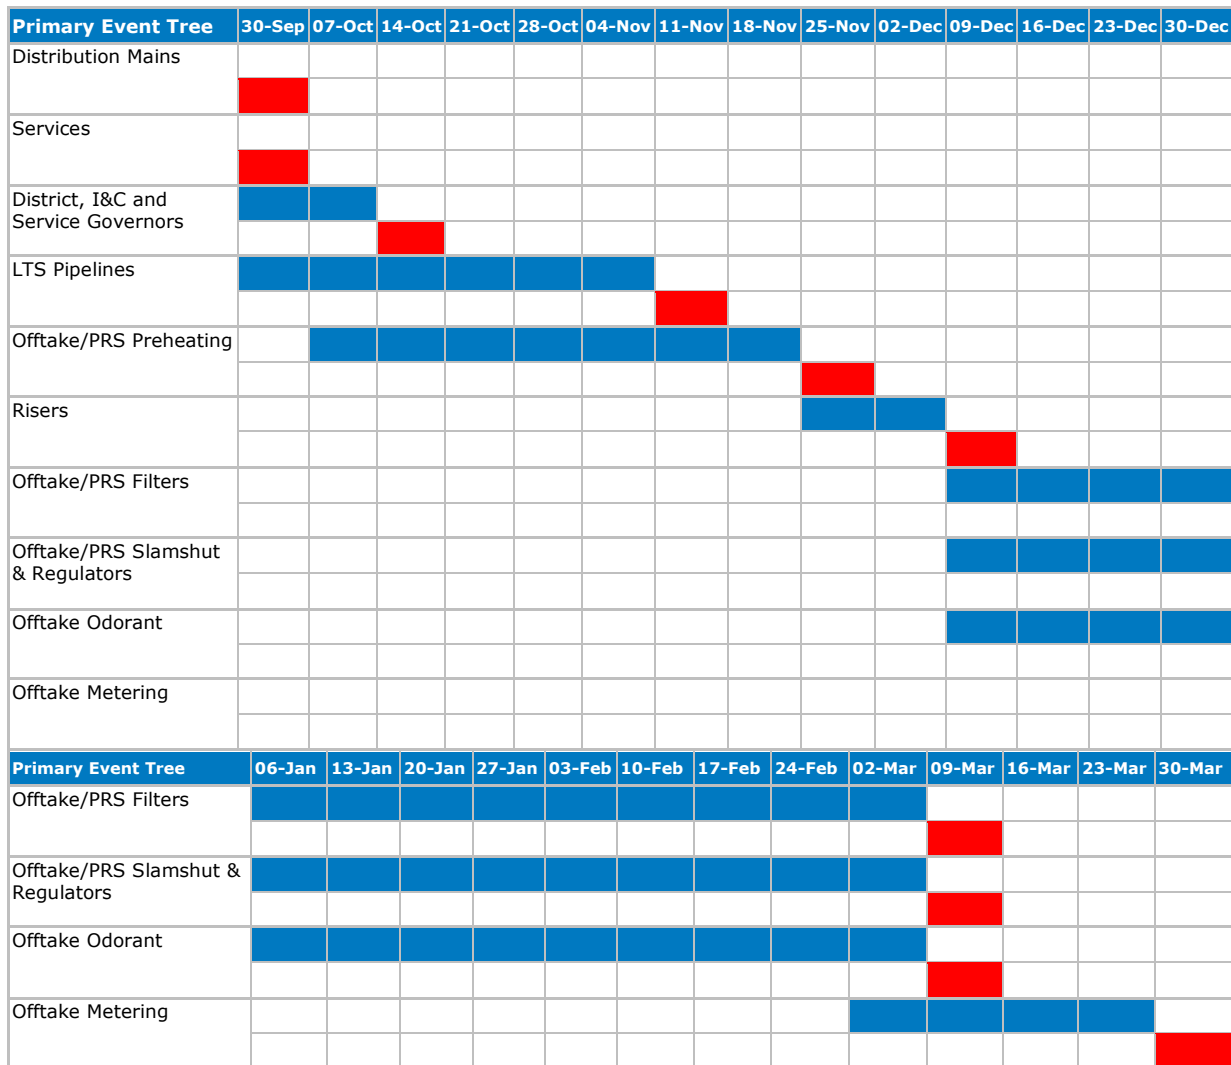 Primary Event Tree 30-Sep 07-Oct 14-Oct 21-Oct 28-Oct 04-Nov 11-Nov 18-Nov 25-Nov 02-Dec 09-Dec 16-Dec 23-Dec 30-Dec
Distribution Mains
Services
District, I&C and
Service Governors
LTS Pipelines
Offtake/PRS Preheating
Risers
Offtake/PRS Filters
Offtake/PRS Slamshut
& Regulators
Offtake Odorant
Offtake Metering
Primary Event Tree 06-Jan 13-Jan 20-Jan 27-Jan 03-Feb 10-Feb 17-Feb 24-Feb 02-Mar 09-Mar 16-Mar 23-Mar 30-Mar
Offtake/PRS Filters
Offtake/PRS Slamshut &
Regulators
Offtake Odorant
Offtake Metering